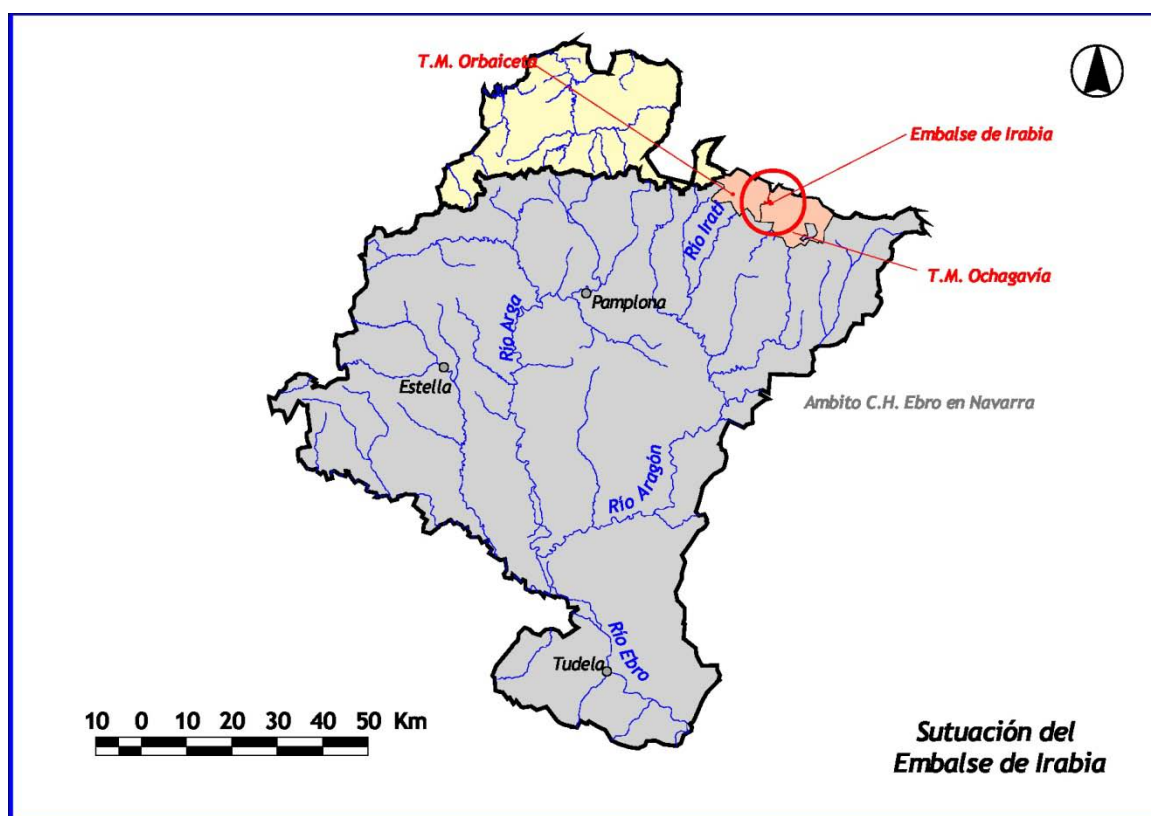 T.M. Orbaiceta
Embalse de Irabia
Río Irati
T.M. Ochagavía
Pamplona
Río Arga
Estella
Ambito C.H. Ebro en Navarra
Río Aragón
Río Ebro
Tudela
10 0 10 20 30 40 50 Km
Sutuación del
Embalse de Irabia